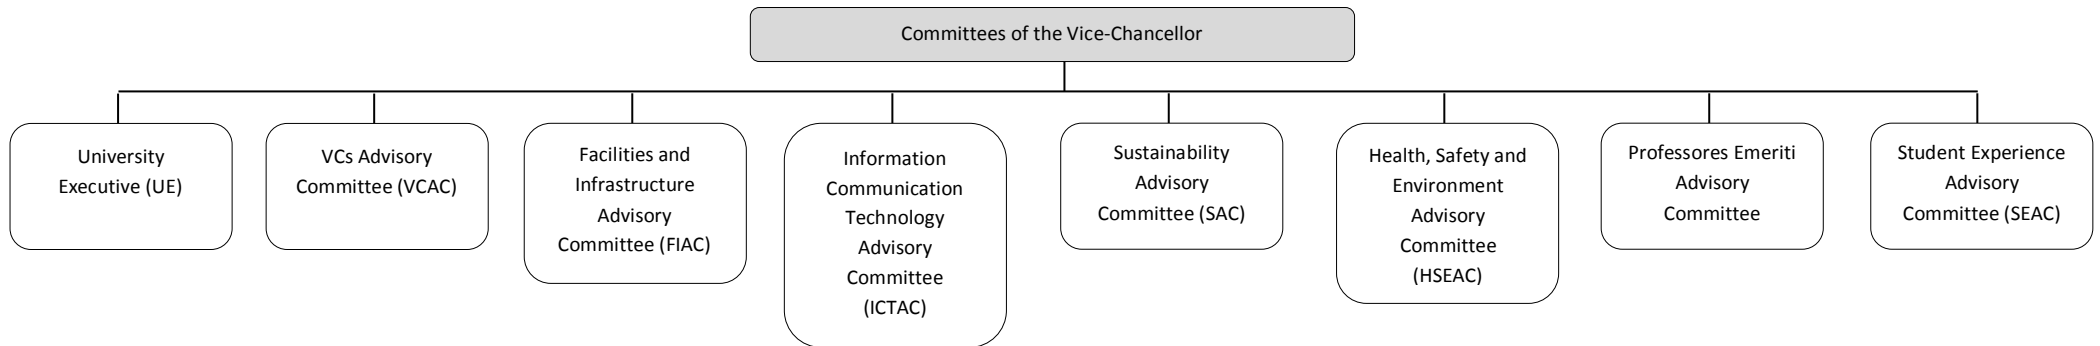 Committees of the Vice-Chancellor
University
Executive (UE)
VCs Advisory
Committee (VCAC)
Facilities and
Infrastructure
Advisory
Committee (FIAC)
Information
Communication
Technology
Advisory
Committee
(ICTAC)
Sustainability
Advisory
Committee (SAC)
Health, Safety and
Environment
Advisory
Committee
(HSEAC)
Professores Emeriti
Advisory
Committee
Student Experience
Advisory
Committee (SEAC)